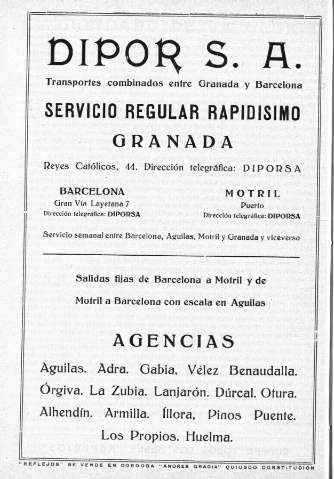 DIPOR S. A.
Transportes combinados entre Granada y Barcelona
SERVICIO REGULAR RAPIDISIMO
GRANADA
Reyes Católicos, 44. Dirección telegráfica: DIPORSA
BARCELONA
Gran Vía Layetana 7
Dirección telegráfica: DIPORSA
MOTRIL
Puerto
Dirección telegráfica: DIPORSA
Servicio semanal entre Barcelona, Aguilas, Motril y Granada y viceverso
Salidas fijas de Barcelona a Motril y de
Motril a Barcelona con escala en Aguilas
AGENCIAS
Aguilas. Adra. Gabia. Vélez Benaudalla.
Órgiva. La Zubia. Lanjarón. Dúrcal. Otura.
Alhendín. Armilla. Íllora. Pinos Puente.
Los Propios. Huelma.
"REFLEJOS" SE VENDE EN CORDOBA "ANDRES GRACIA" QUIOSCO CONSTITUCIÓN